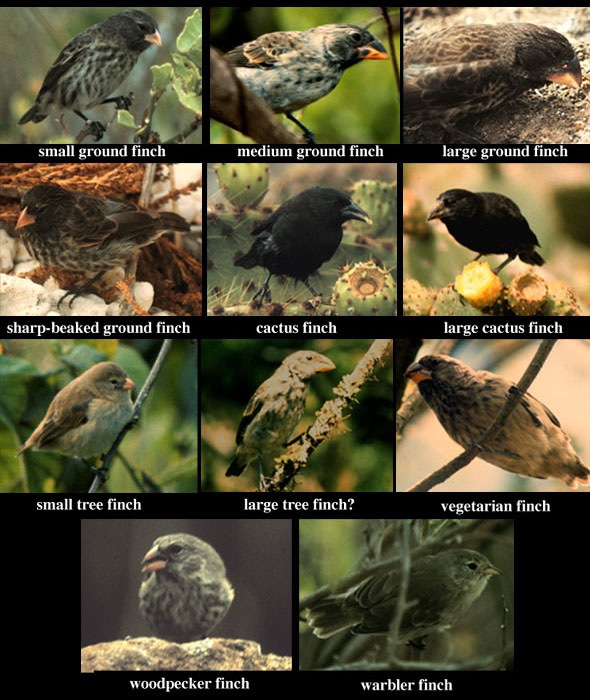 small ground finch
medium ground finch
large ground finch
sharp-beaked ground finch
cactus finch
large cactus finch
small tree finch
large tree finch?
vegetarian finch
woodpecker finch
warbler finch